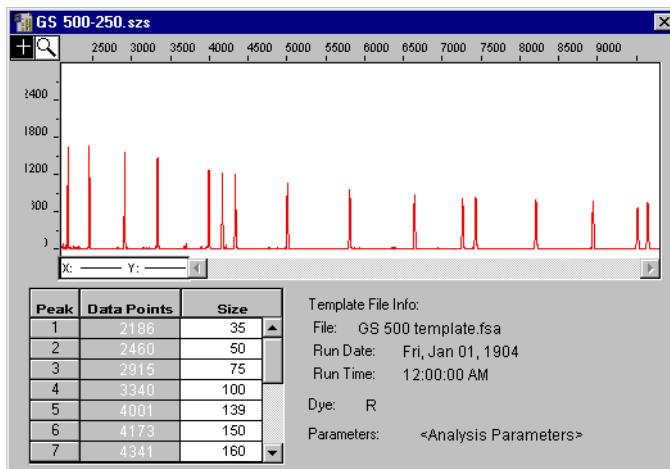 GS 500-250.szs
2500 3000 3500 4000 4500 5000 5500 6000 6500 7000 7500 8000 8500 9000
2400
1800
1200
600
X: Y:
Peak Data Points Size
1 2186 35
2 2460 50
3 2915 75
4 3340 100
5 4001 139
6 4173 150
7 4341 160
Template File Info:
File: GS 500 template.fsa
Run Date: Fri, Jan 01, 1904
Run Time: 12:00:00 AM
Dye: R
Parameters: <Analysis Parameters>